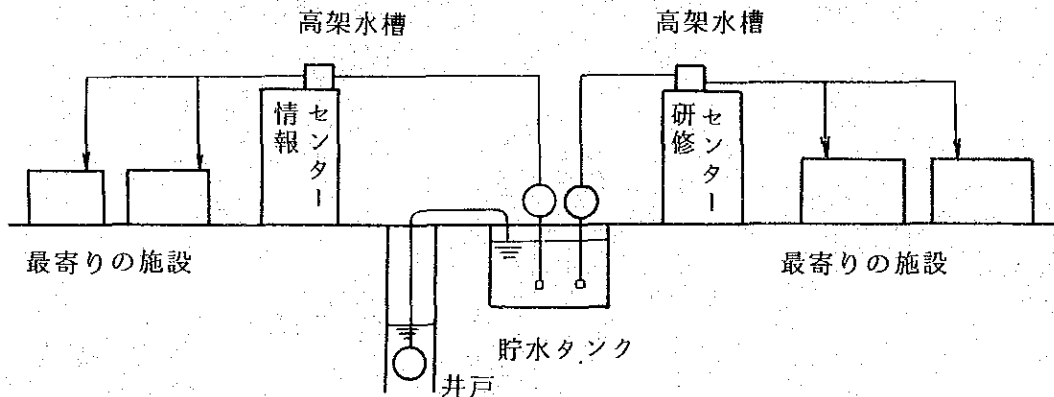 高架水槽
高架水槽
情報
センター
研修
センター
最寄りの施設
最寄りの施設
貯水タンク
井戸